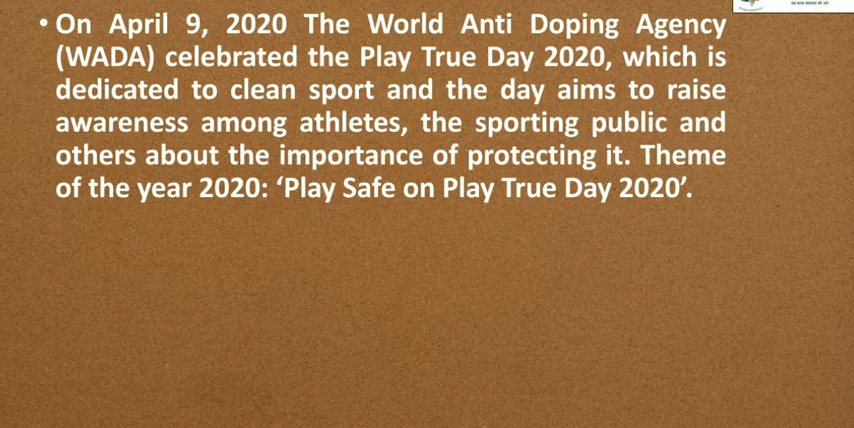 • On April 9, 2020 The World Anti Doping Agency
(WADA) celebrated the Play True Day 2020, which is
dedicated to clean sport and the day aims to raise
awareness among athletes, the sporting public and
others about the importance of protecting it. Theme
of the year 2020: ‘Play Safe on Play True Day 2020’.